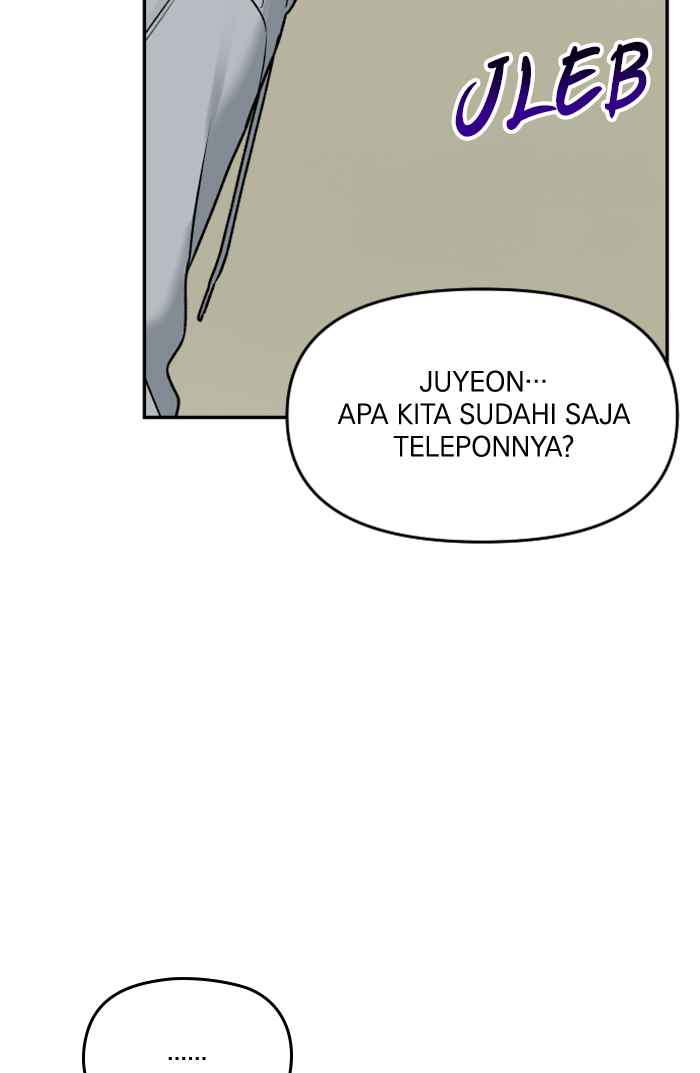 JLEB
JUYEON…
APA KITA SUDAHI SAJA
TELEPONNYA?
……